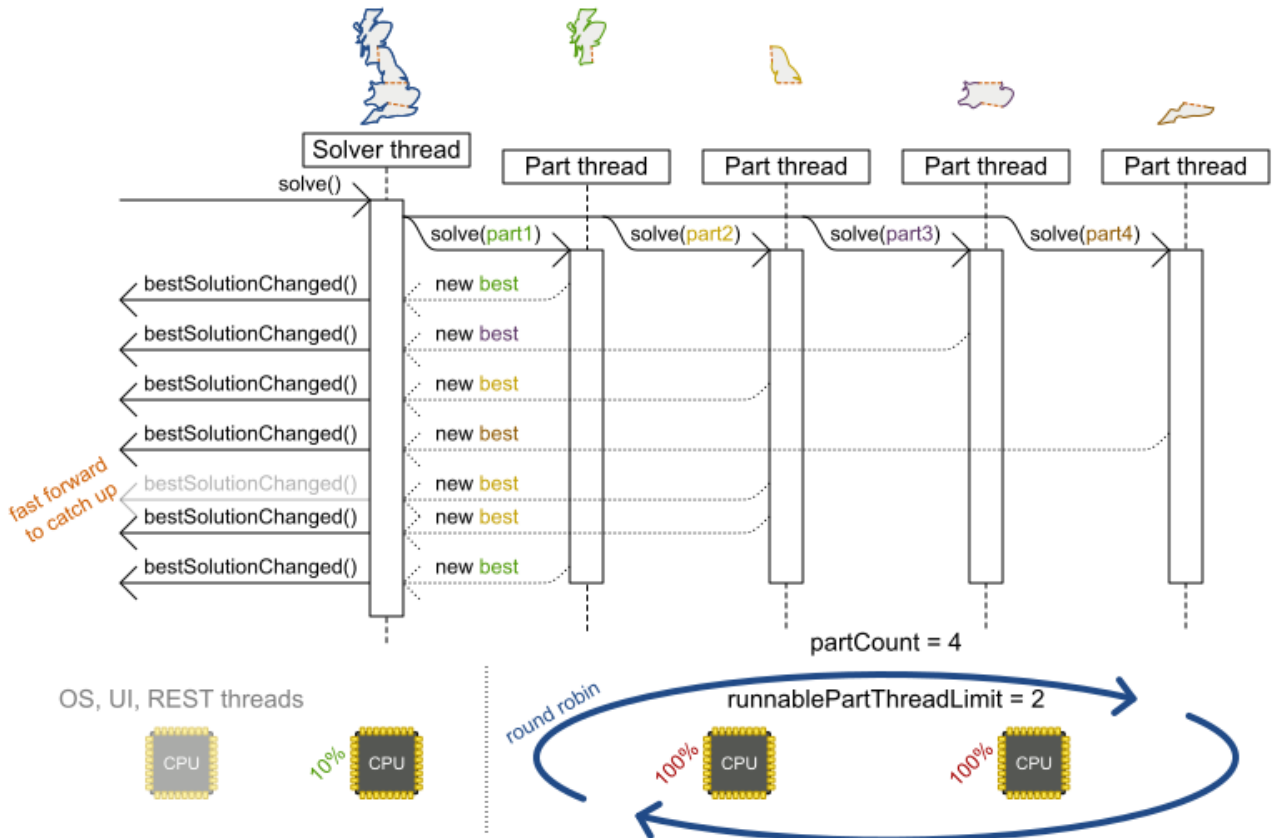 Solver thread
Part thread
Part thread
Part thread
Part thread
solve()
solve(part1)
solve(part2)
solve(part3)
solve(part4)
bestSolutionChanged()
new best
bestSolutionChanged()
new best
bestSolutionChanged()
new best
bestSolutionChanged()
new best
fast forward
to catch up
bestSolutionChanged()
new best
bestSolutionChanged()
new best
bestSolutionChanged()
new best
partCount = 4
OS, UI, REST threads
round robin
runnablePartThreadLimit = 2
CPU
10%
CPU
100%
CPU
100%
CPU